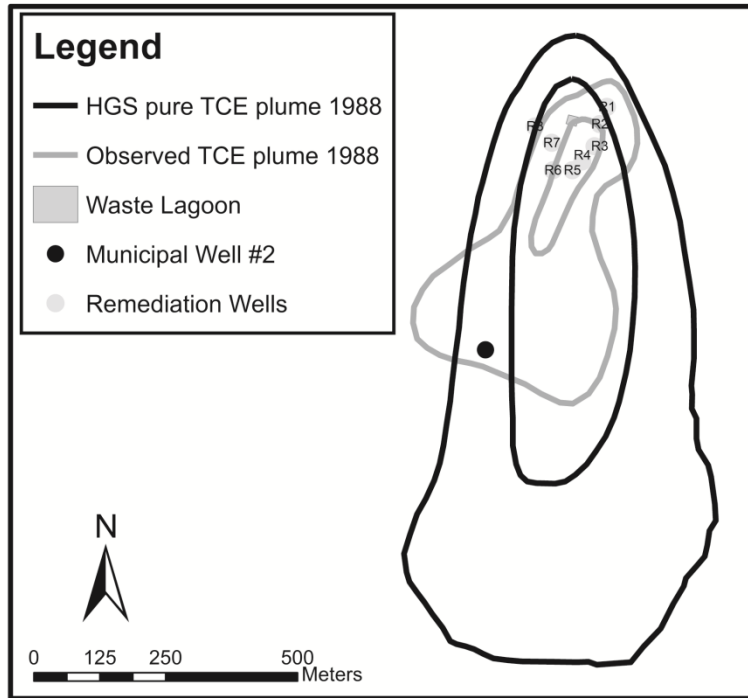 Legend
HGS pure TCE plume 1988
Observed TCE plume 1988
Waste Lagoon
Municipal Well #2
Remediation Wells
R1
R8
R2
R7
R3
R4
R6
R5
N
0 125 250 500
Meters